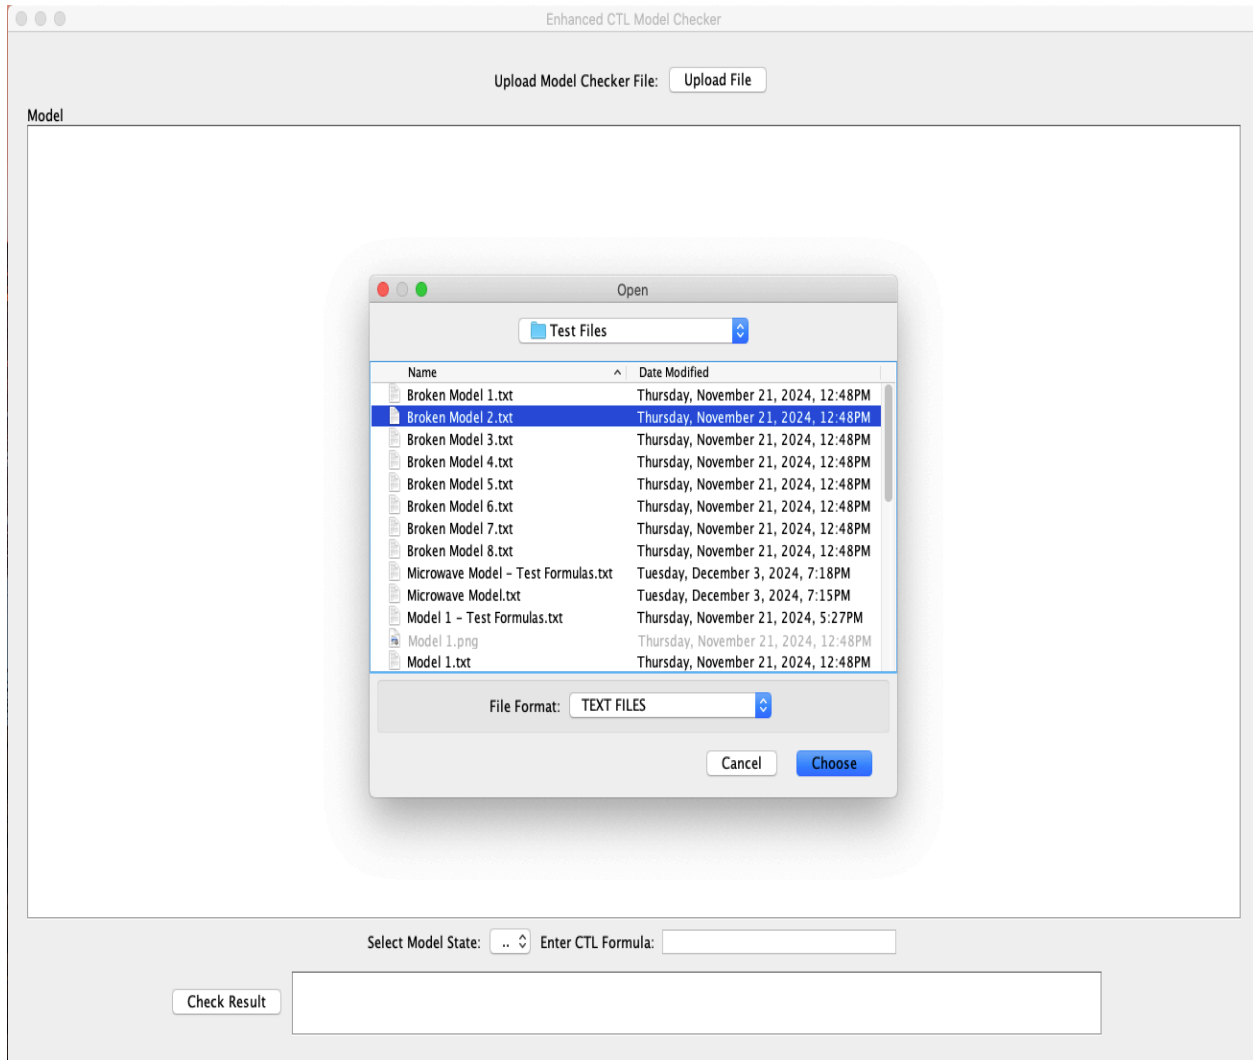 Enhanced CTL Model Checker
Upload Model Checker File: Upload File
Model
Open
Test Files
Name Date Modified
Broken Model 1.txt Thursday, November 21, 2024, 12:48PM
Broken Model 2.txt Thursday, November 21, 2024, 12:48PM
Broken Model 3.txt Thursday, November 21, 2024, 12:48PM
Broken Model 4.txt Thursday, November 21, 2024, 12:48PM
Broken Model 5.txt Thursday, November 21, 2024, 12:48PM
Broken Model 6.txt Thursday, November 21, 2024, 12:48PM
Broken Model 7.txt Thursday, November 21, 2024, 12:48PM
Broken Model 8.txt Thursday, November 21, 2024, 12:48PM
Microwave Model – Test Formulas.txt Tuesday, December 3, 2024, 7:18PM
Microwave Model.txt Tuesday, December 3, 2024, 7:15PM
Model 1 – Test Formulas.txt Thursday, November 21, 2024, 5:27PM
Model 1.png Thursday, November 21, 2024, 12:48PM
Model 1.txt Thursday, November 21, 2024, 12:48PM
File Format: TEXT FILES
Cancel Choose
Select Model State: .. Enter CTL Formula:
Check Result